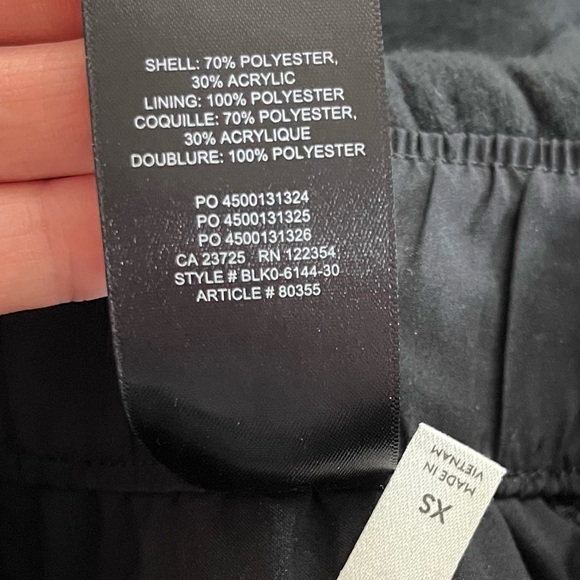 SHELL: 70% POLYESTER,
30% ACRYLIC
LINING: 100% POLYESTER
COQUILLE: 70% POLYESTER,
30% ACRYLIQUE
DOUBLURE: 100% POLYESTER
PO 4500131324
PO 4500131325
PO 4500131326
CA 23725 RN 122354
STYLE # BLK0-6144-30
ARTICLE # 80355
XS
MADE IN
VIETNAM